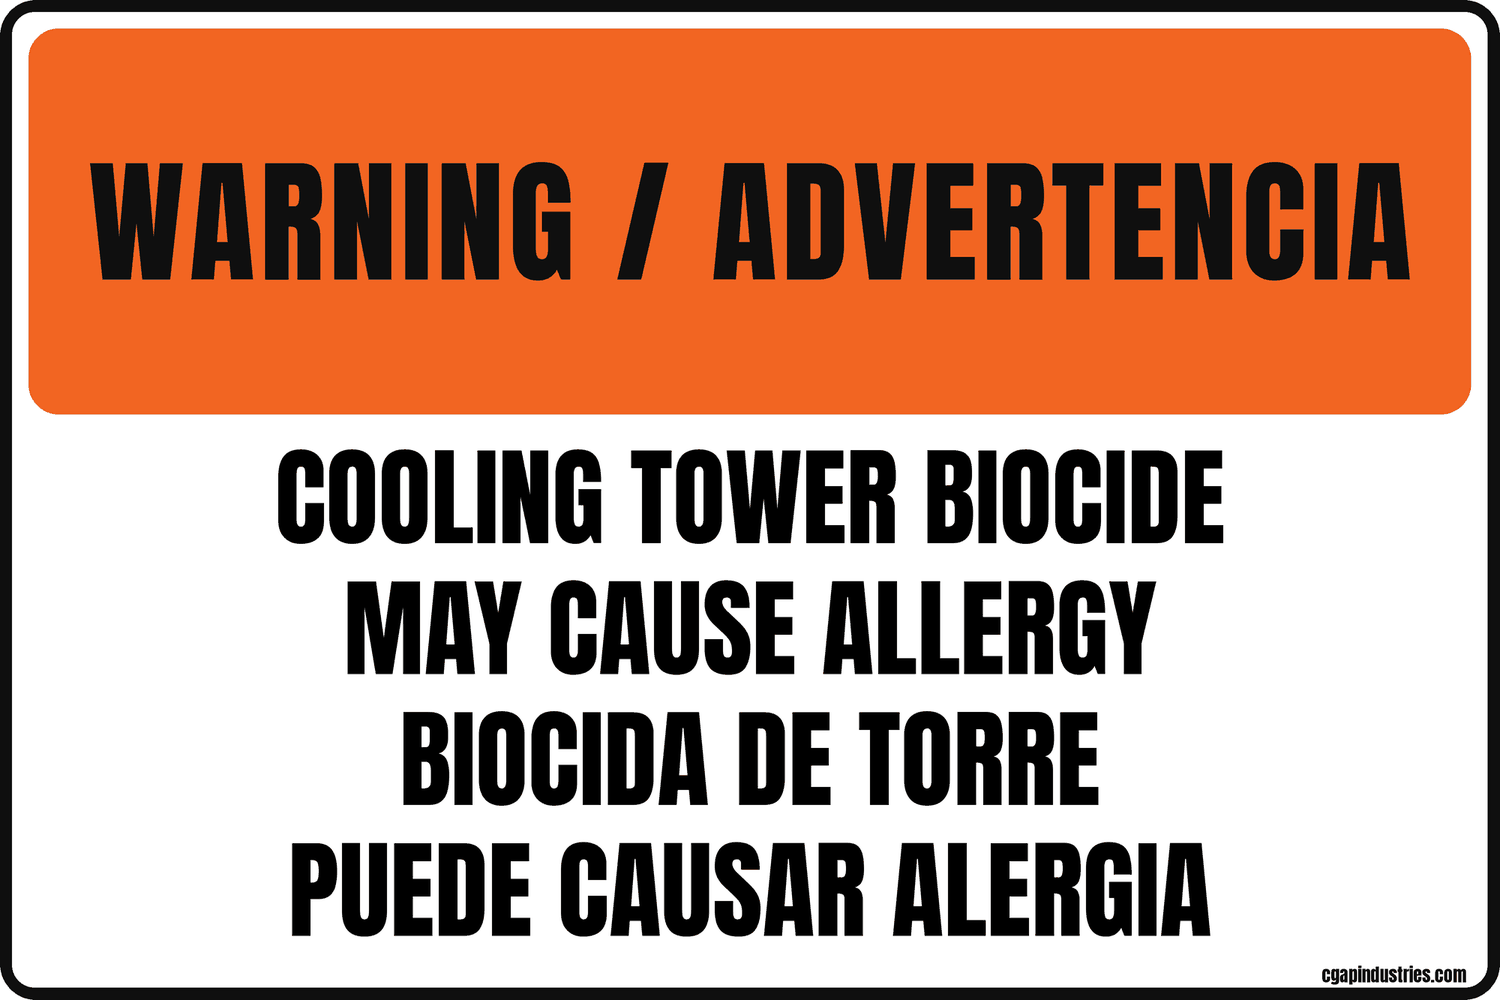 WARNING / ADVERTENCIA
COOLING TOWER BIOCIDE
MAY CAUSE ALLERGY
BIOCIDA DE TORRE
PUEDE CAUSAR ALERGIA
cgapindustries.com